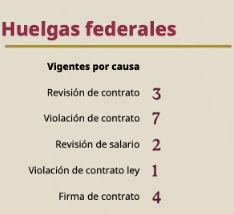 Huelgas federales
Vigentes por causa
Revisión de contrato 3
Violación de contrato 7
Revisión de salario 2
Violación de contrato ley 1
Firma de contrato 4